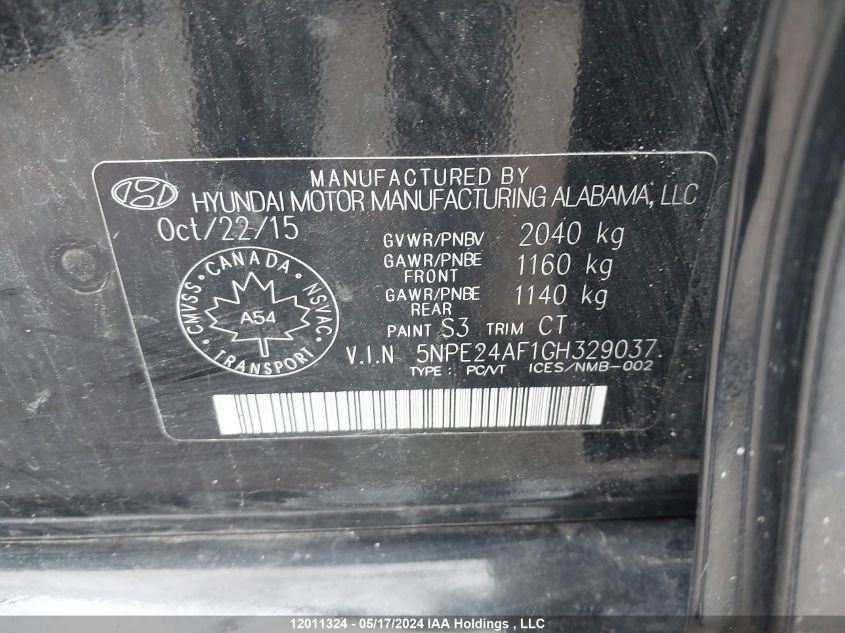 MANUFACTURED BY
HYUNDAI MOTOR MANUFACTURING ALABAMA, LLC
Oct/22/15
GVWR/PNBV 2040 kg
GAWR/PNBE FRONT 1160 kg
GAWR/PNBE REAR 1140 kg
PAINT S3 TRIM CT
V.I.N 5NPE24AF1GH329037.
TYPE : PC/VT ICES/NMB-002
CMVSS · CANADA · NSVAC
A54
· TRANSPORT ·
12011324 - 05/17/2024 IAA Holdings , LLC